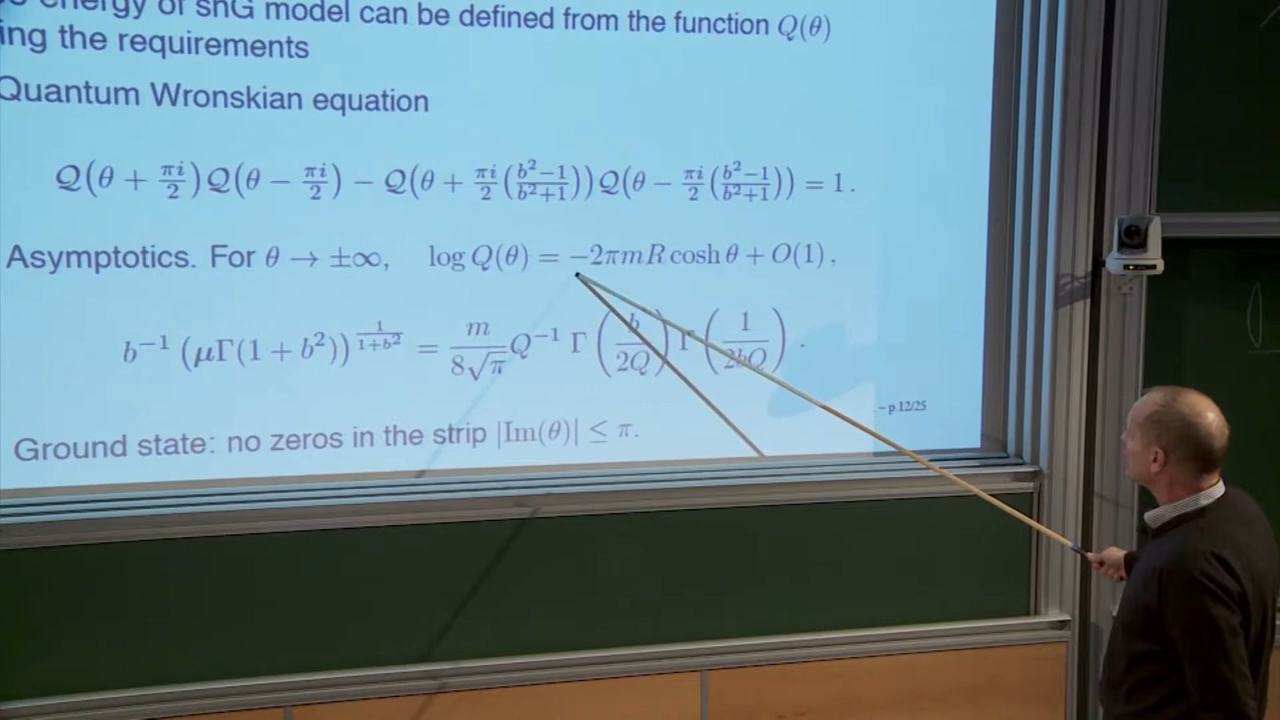 energy of shG model can be defined from the function Q(θ)
ing the requirements
Quantum Wronskian equation
Q(θ + πi/2)Q(θ − πi/2) − Q(θ + πi/2((b²−1)/(b²+1)))Q(θ − πi/2((b²−1)/(b²+1))) = 1.
Asymptotics. For θ → ±∞, log Q(θ) = −2πmR cosh θ + O(1),
b⁻¹ (μΓ(1 + b²))^(1/(1+b²)) = m/(8√π) Q⁻¹ Γ(b/2Q) Γ(1/2bQ).
– p.12/25
Ground state: no zeros in the strip |Im(θ)| ≤ π.